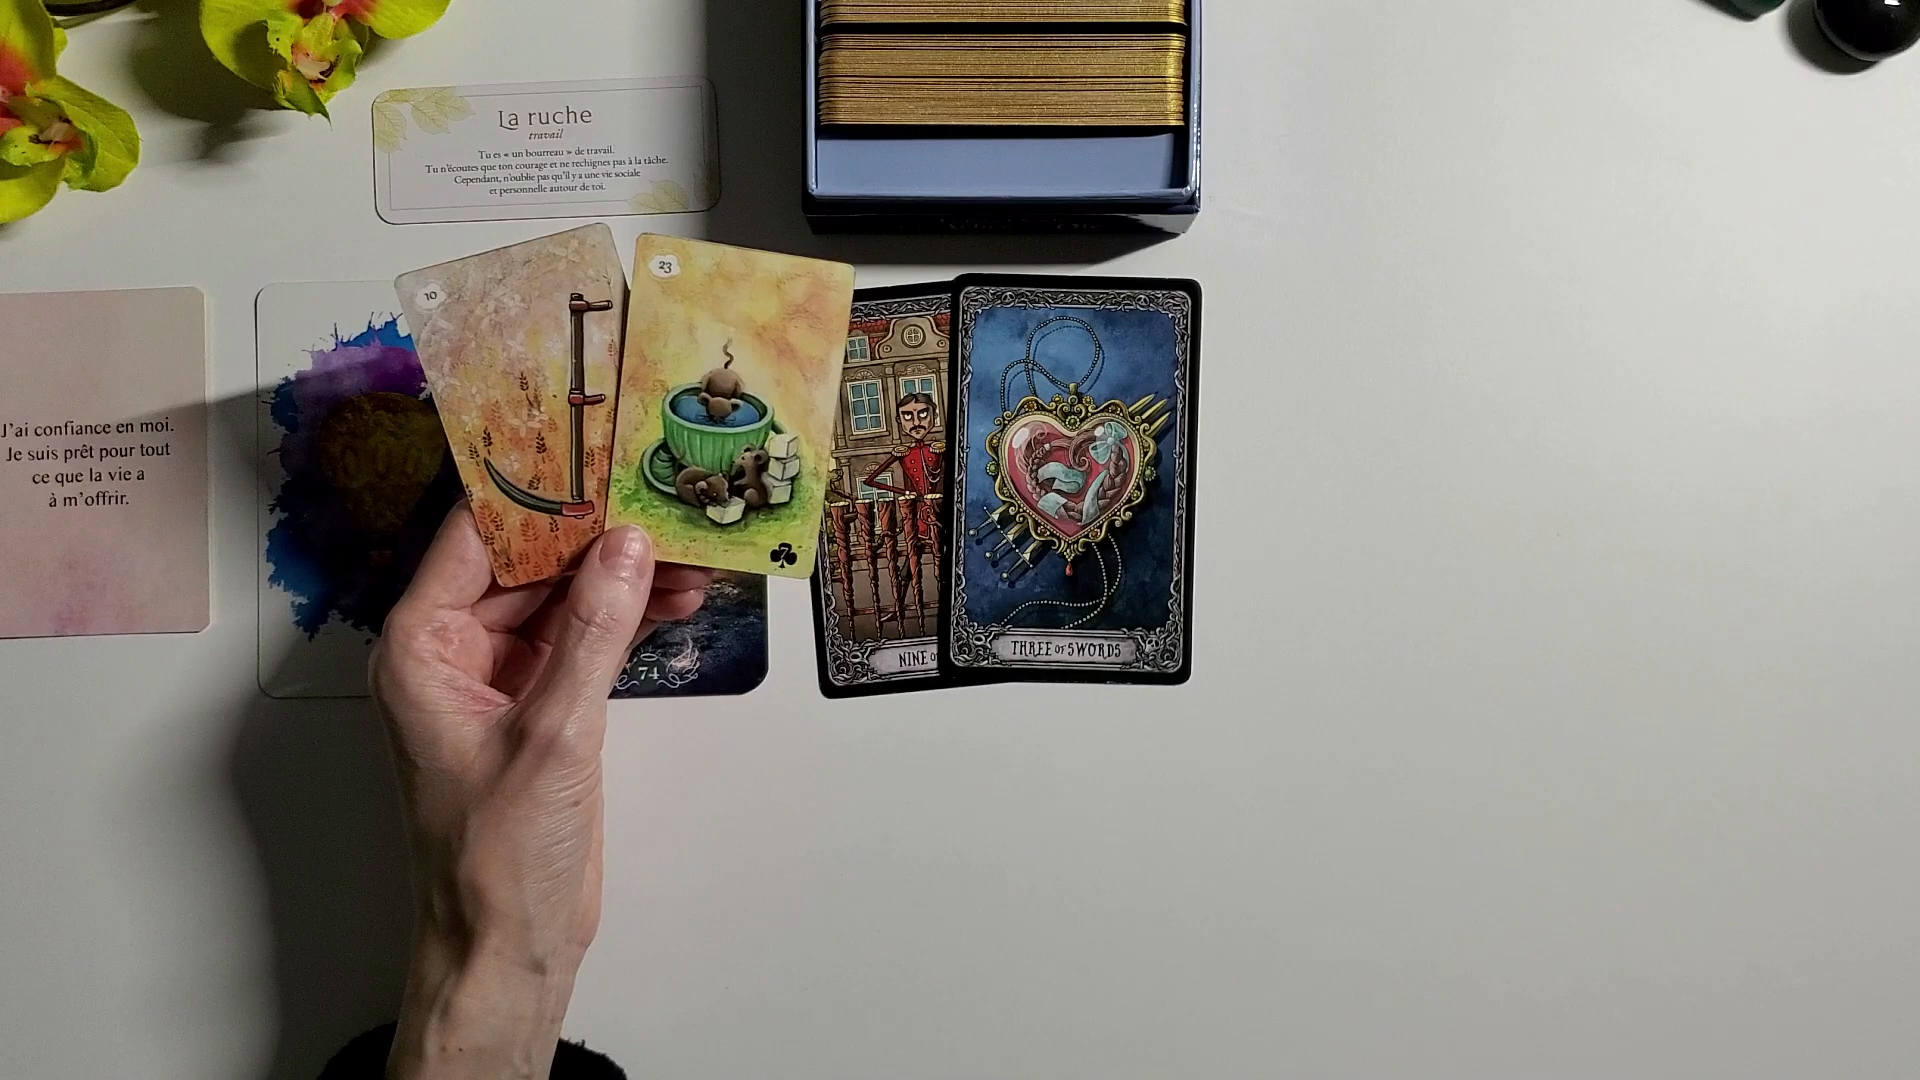 La ruche
travail
Tu es « un bourreau » de travail.
Tu n'écoutes que ton courage et ne rechignes pas à la tâche.
Cependant, n'oublie pas qu'il y a une vie sociale
et personnelle autour de toi.
J'ai confiance en moi.
Je suis prêt pour tout
ce que la vie a
à m'offrir.
10
23
7
74
NINE
THREE OF SWORDS